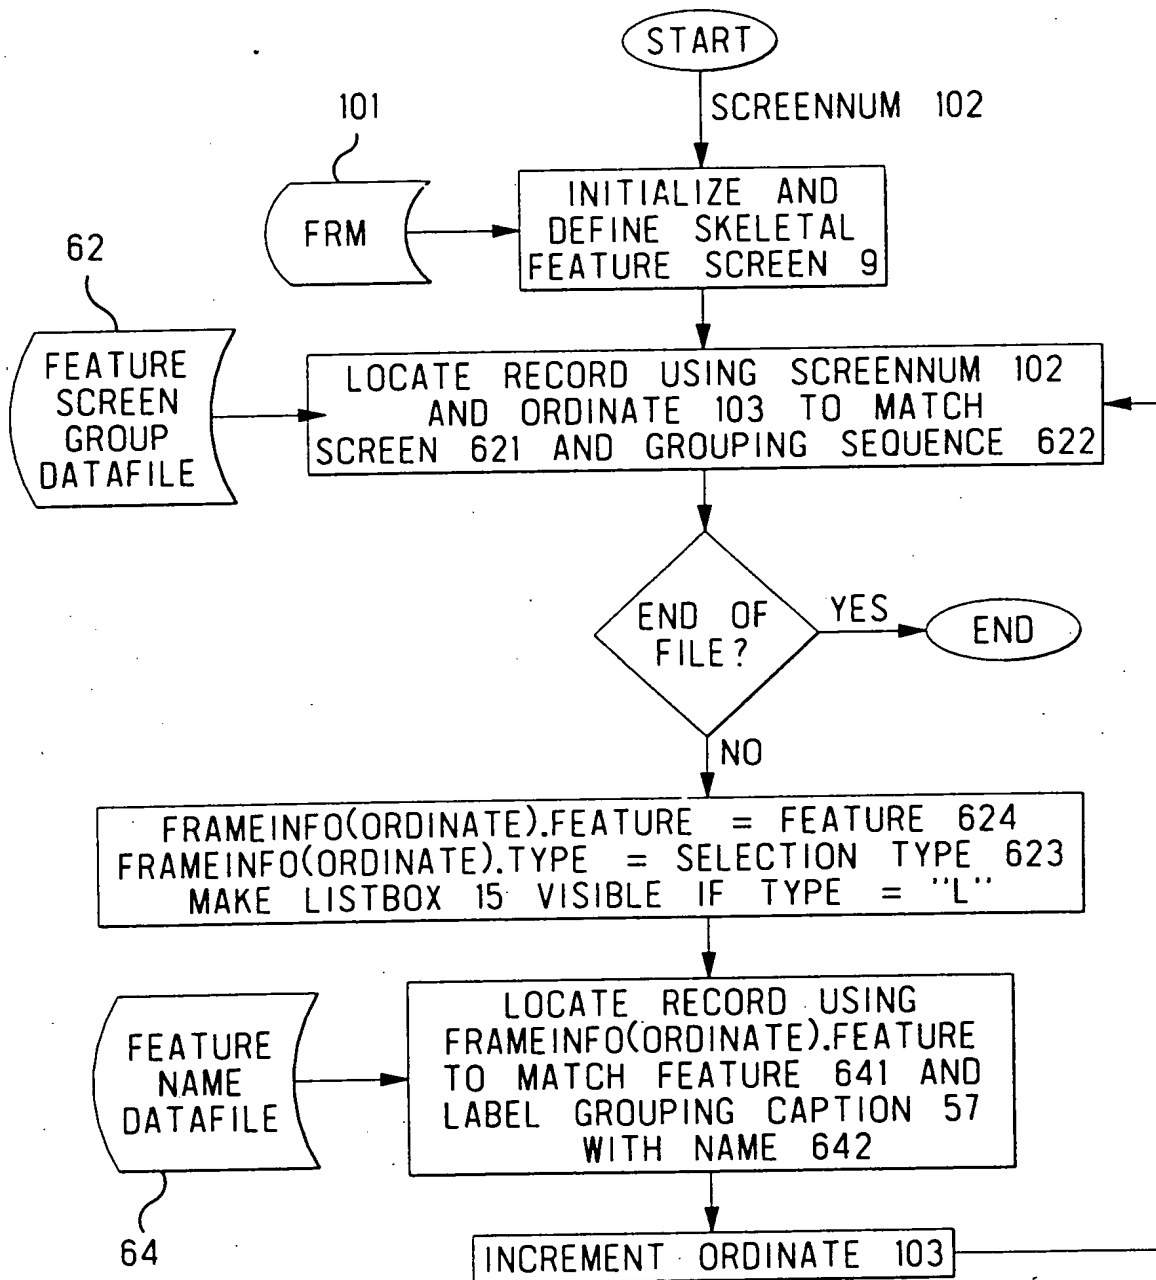 START
SCREENNUM 102
101
FRM
INITIALIZE AND
DEFINE SKELETAL
FEATURE SCREEN 9
62
FEATURE
SCREEN
GROUP
DATAFILE
LOCATE RECORD USING SCREENNUM 102
AND ORDINATE 103 TO MATCH
SCREEN 621 AND GROUPING SEQUENCE 622
END OF
FILE?
YES
END
NO
FRAMEINFO(ORDINATE).FEATURE = FEATURE 624
FRAMEINFO(ORDINATE).TYPE = SELECTION TYPE 623
MAKE LISTBOX 15 VISIBLE IF TYPE = "L"
FEATURE
NAME
DATAFILE
64
LOCATE RECORD USING
FRAMEINFO(ORDINATE).FEATURE
TO MATCH FEATURE 641 AND
LABEL GROUPING CAPTION 57
WITH NAME 642
INCREMENT ORDINATE 103